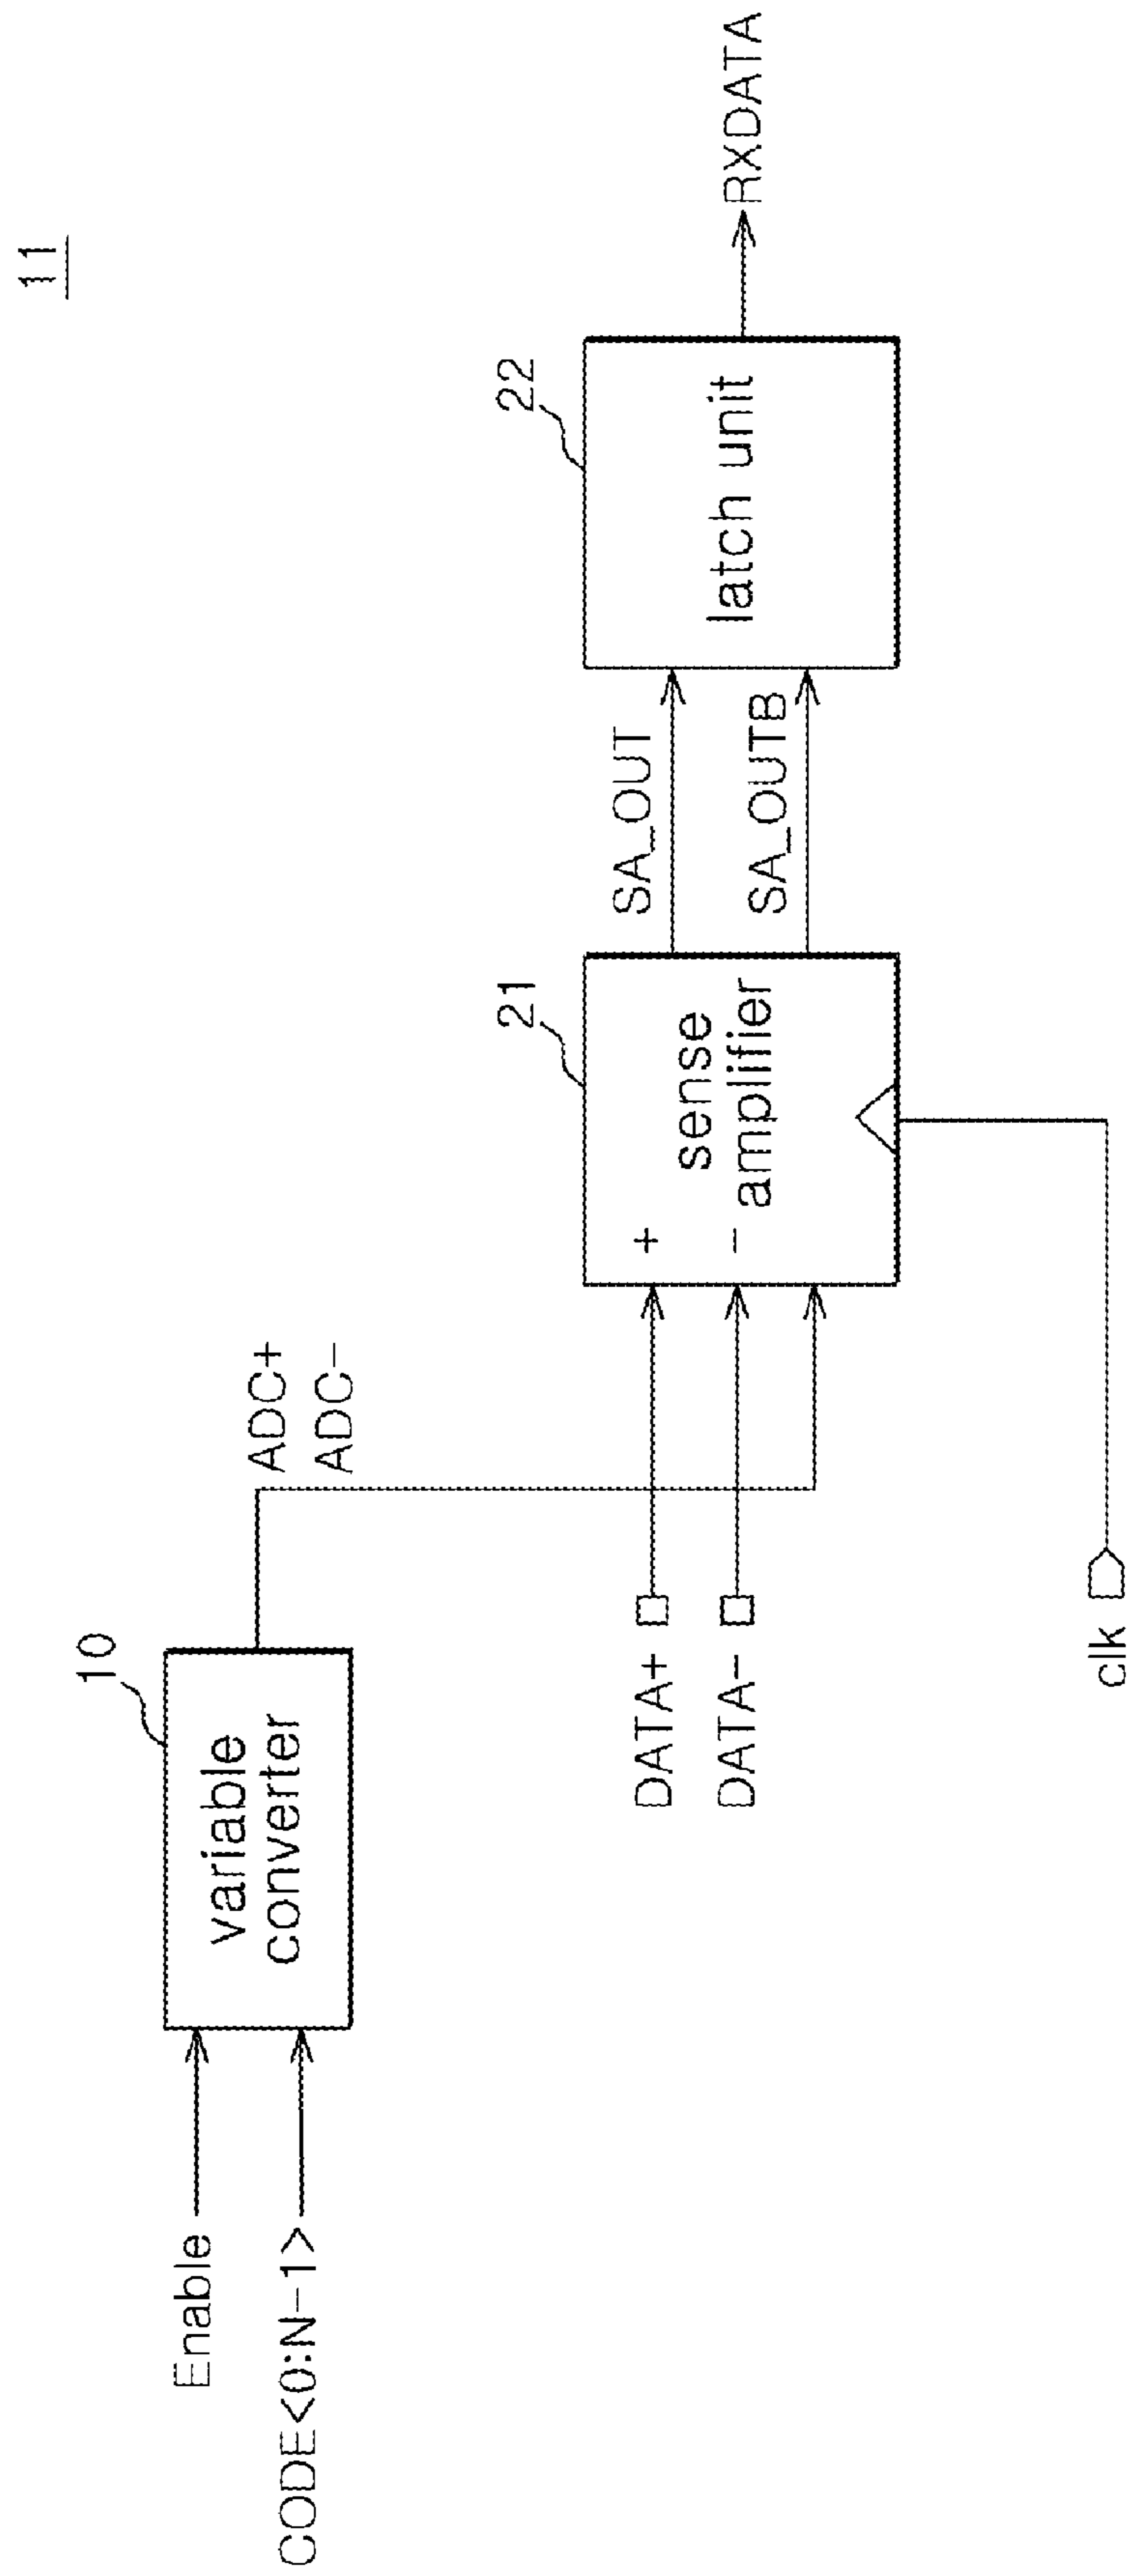 11
10
Enable
CODE<0:N-1>
variable
converter
ADC+
ADC-
21
22
DATA+
DATA-
+
-
sense
amplifier
SA_OUT
SA_OUTB
latch unit
RXDATA
clk